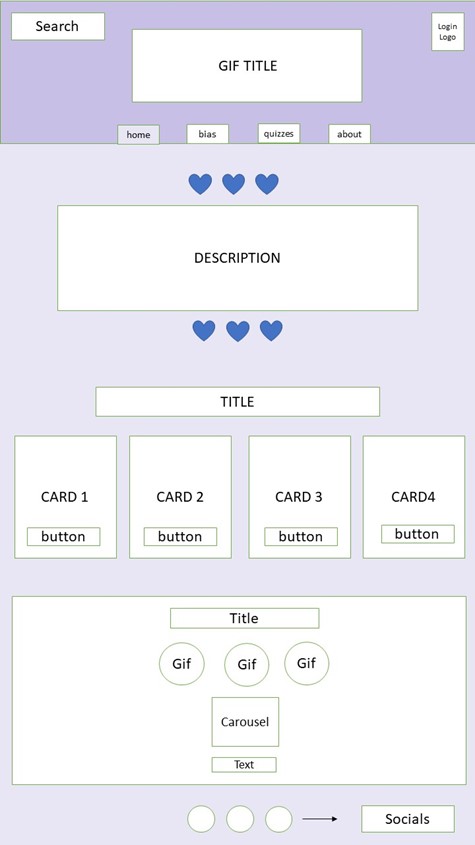 Search
Login
Logo
GIF TITLE
home
bias
quizzes
about
DESCRIPTION
TITLE
CARD 1
CARD 2
CARD 3
CARD4
button
button
button
button
Title
Gif
Gif
Gif
Carousel
Text
Socials